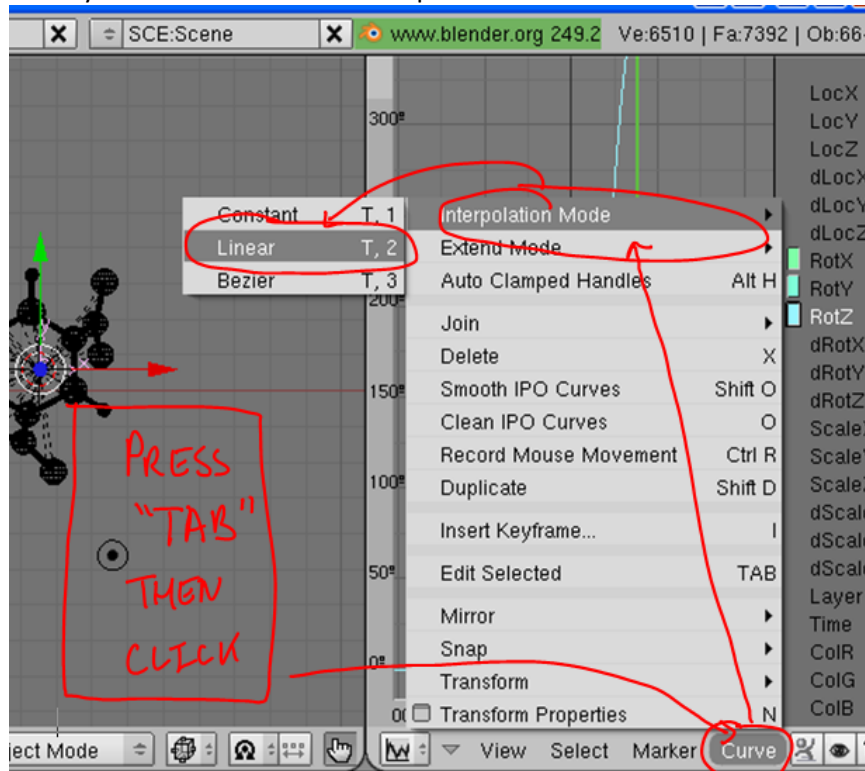 SCE:Scene
www.blender.org 249.2 Ve:6510 | Fa:7392 | Ob:66-
LocX
300°
LocY
LocZ
dLocX
Constant T, 1
Interpolation Mode
dLocY
Linear T, 2
Extend Mode
dLocZ
Bezier T, 3
Auto Clamped Handles Alt H
RotX
200°
RotY
Join
RotZ
Delete X
dRotX
150°
Smooth IPO Curves Shift O
dRotY
Clean IPO Curves O
dRotZ
PRESS
Record Mouse Movement Ctrl R
100°
Duplicate Shift D
"TAB"
Insert Keyframe... I
THEN
50°
Edit Selected TAB
Layer
CLICK
Mirror
Time
Snap
ColR
0°
Transform
ColG
Transform Properties N
ColB
ject Mode
View Select Marker Curve